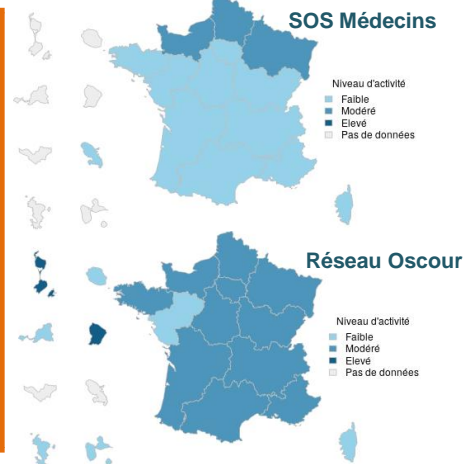 SOS Médecins
Niveau d'activité
Faible
Modéré
Elevé
Pas de données
Réseau Oscour
Niveau d'activité
Faible
Modéré
Elevé
Pas de données